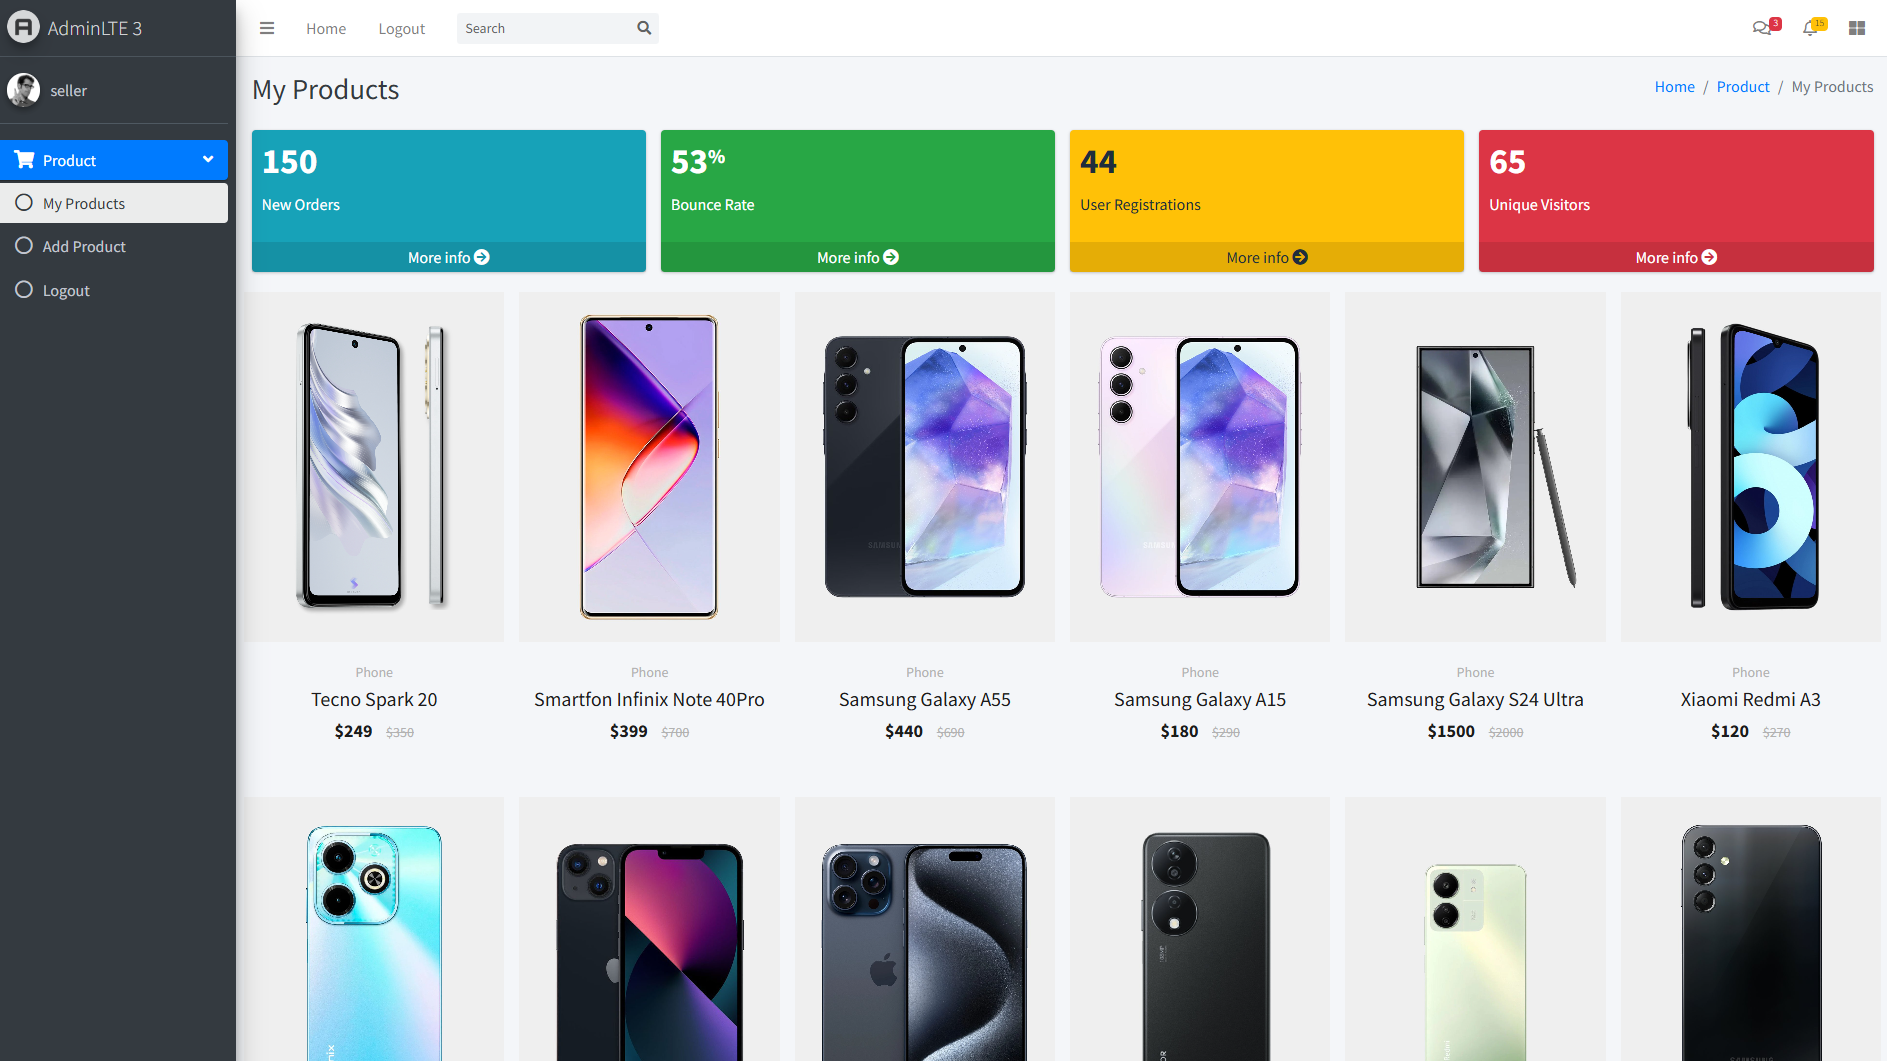 AdminLTE 3
Home
Logout
Search
3
15
seller
Product
My Products
Add Product
Logout
My Products
Home / Product / My Products
150
New Orders
More info
53%
Bounce Rate
More info
44
User Registrations
More info
65
Unique Visitors
More info
SAMSUNG
Phone
Tecno Spark 20
$249 $350
Phone
Smartfon Infinix Note 40Pro
$399 $700
Phone
Samsung Galaxy A55
$440 $690
Phone
Samsung Galaxy A15
$180 $290
Phone
Samsung Galaxy S24 Ultra
$1500 $2000
Phone
Xiaomi Redmi A3
$120 $270